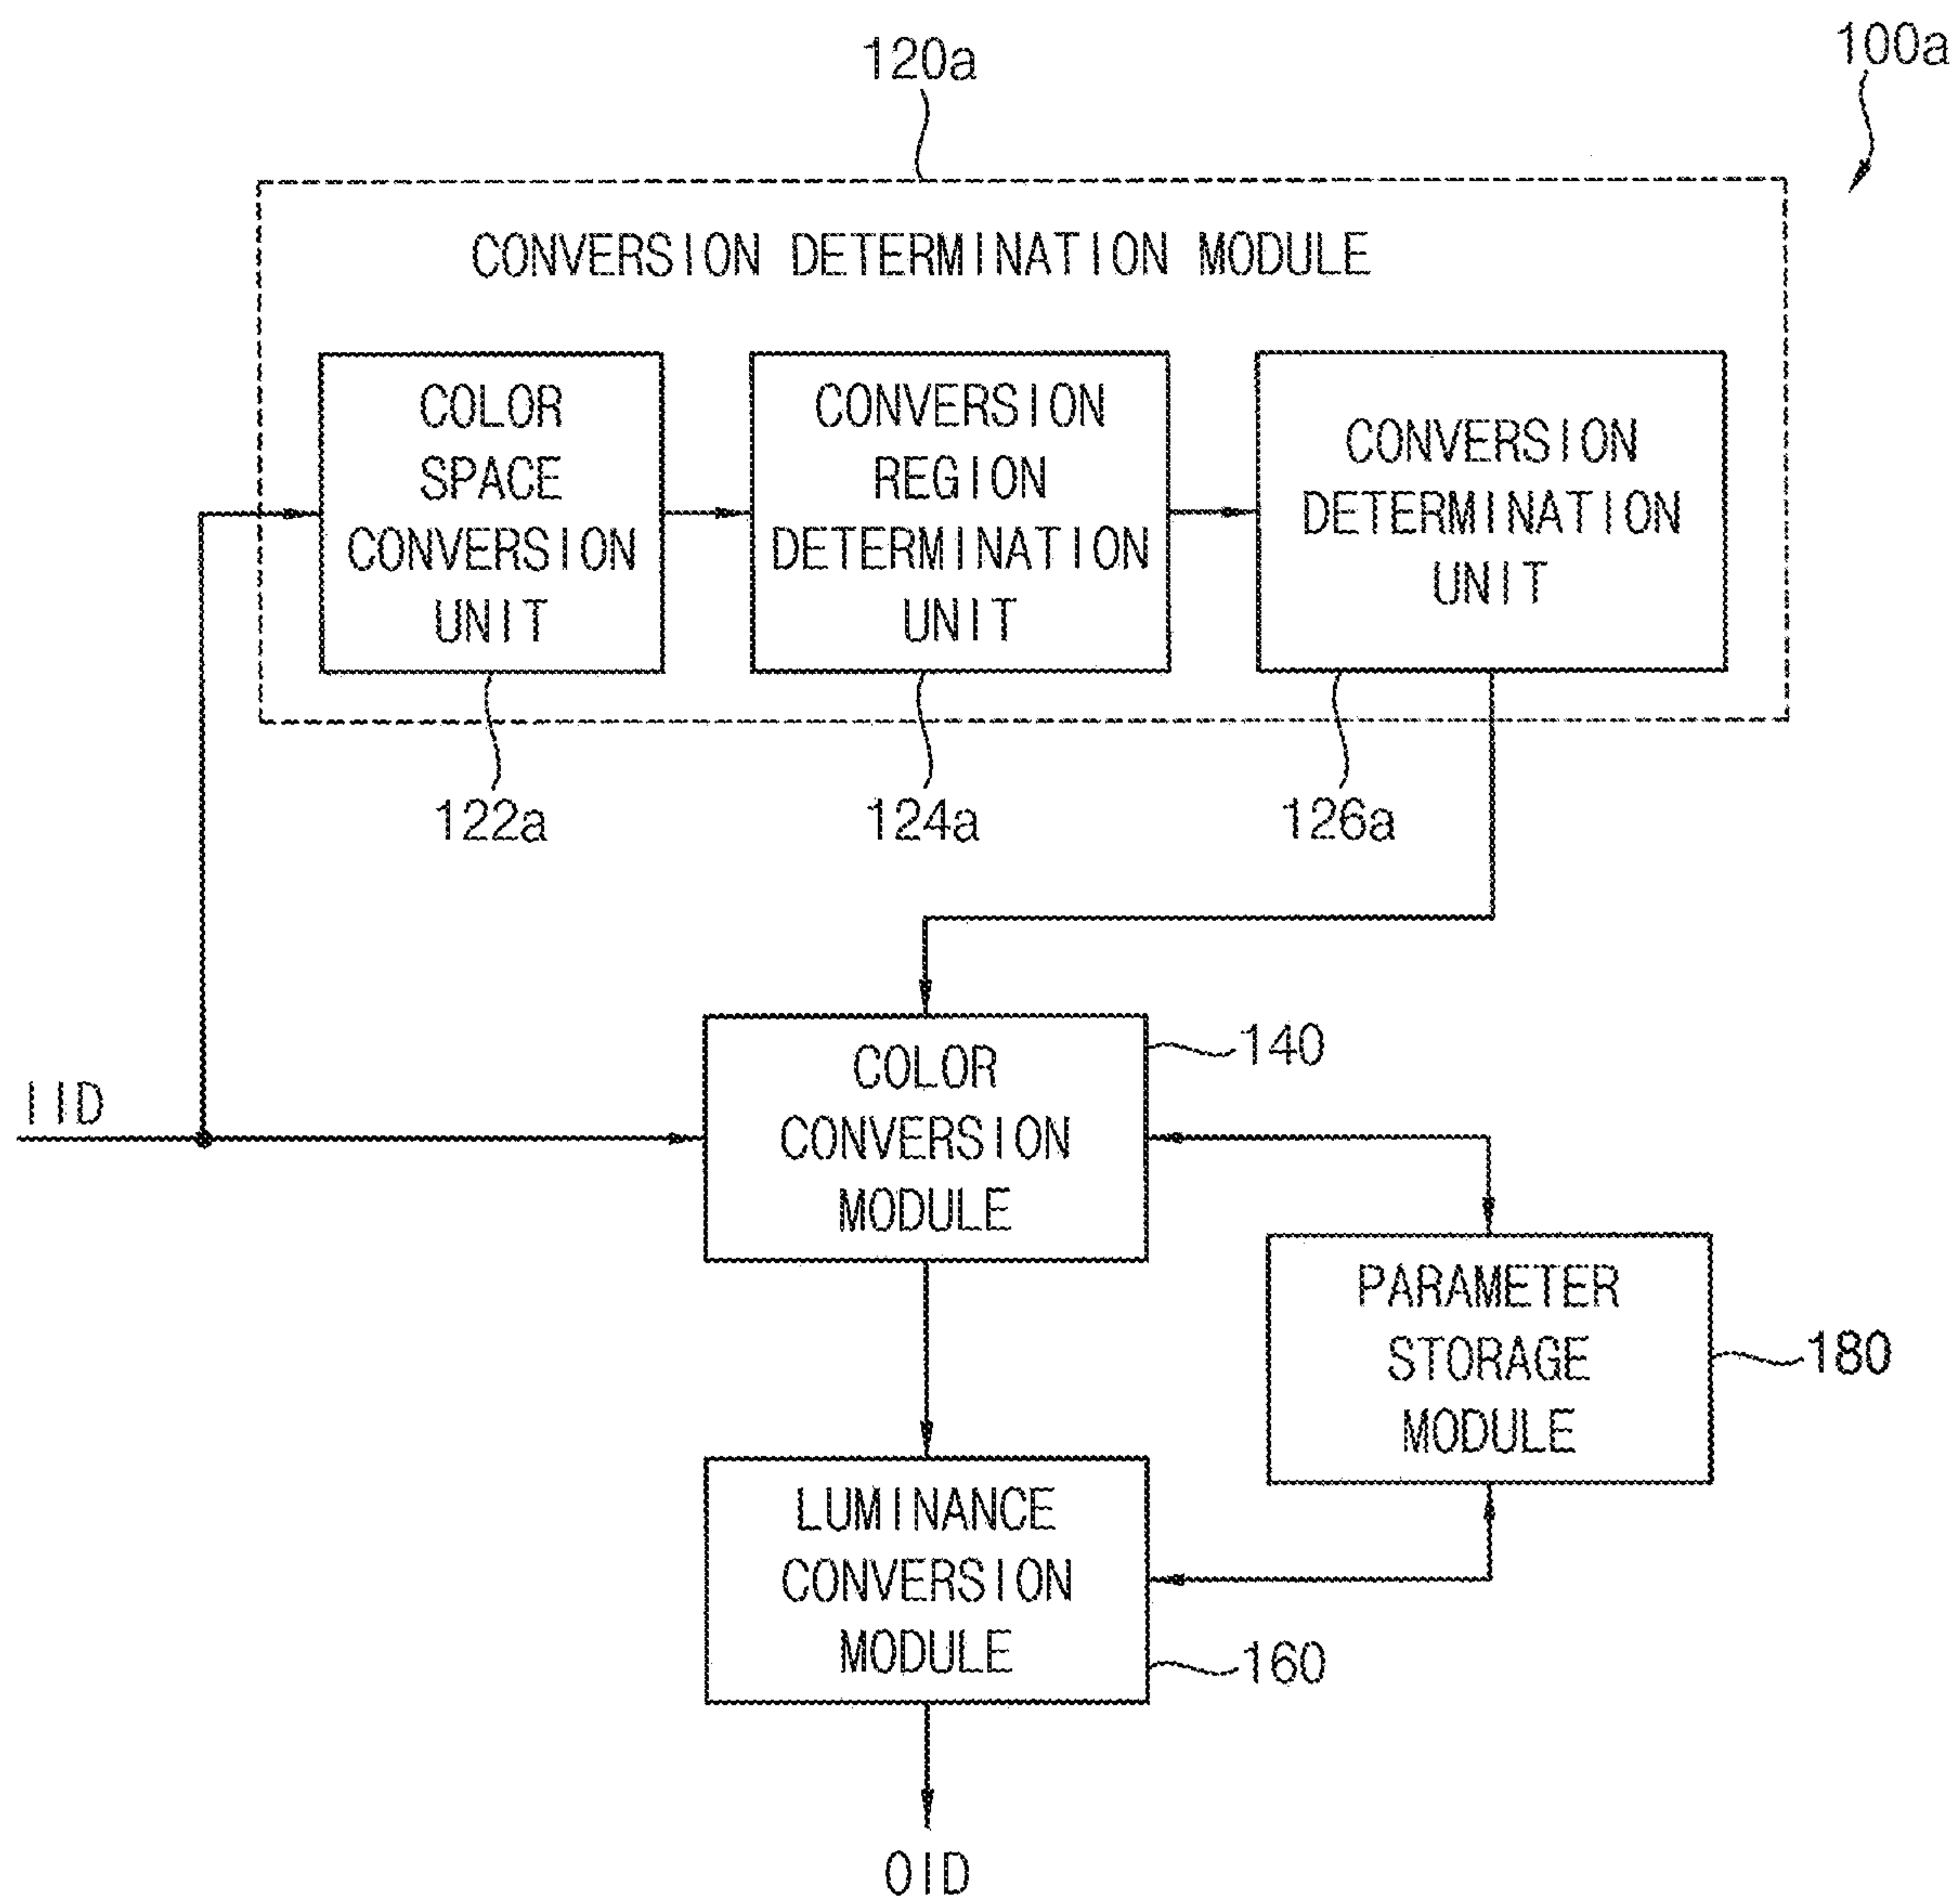 120a
100a
CONVERSION DETERMINATION MODULE
COLOR
SPACE
CONVERSION
UNIT
CONVERSION
REGION
DETERMINATION
UNIT
CONVERSION
DETERMINATION
UNIT
122a
124a
126a
IID
COLOR
CONVERSION
MODULE
140
PARAMETER
STORAGE
MODULE
180
LUMINANCE
CONVERSION
MODULE
160
OID